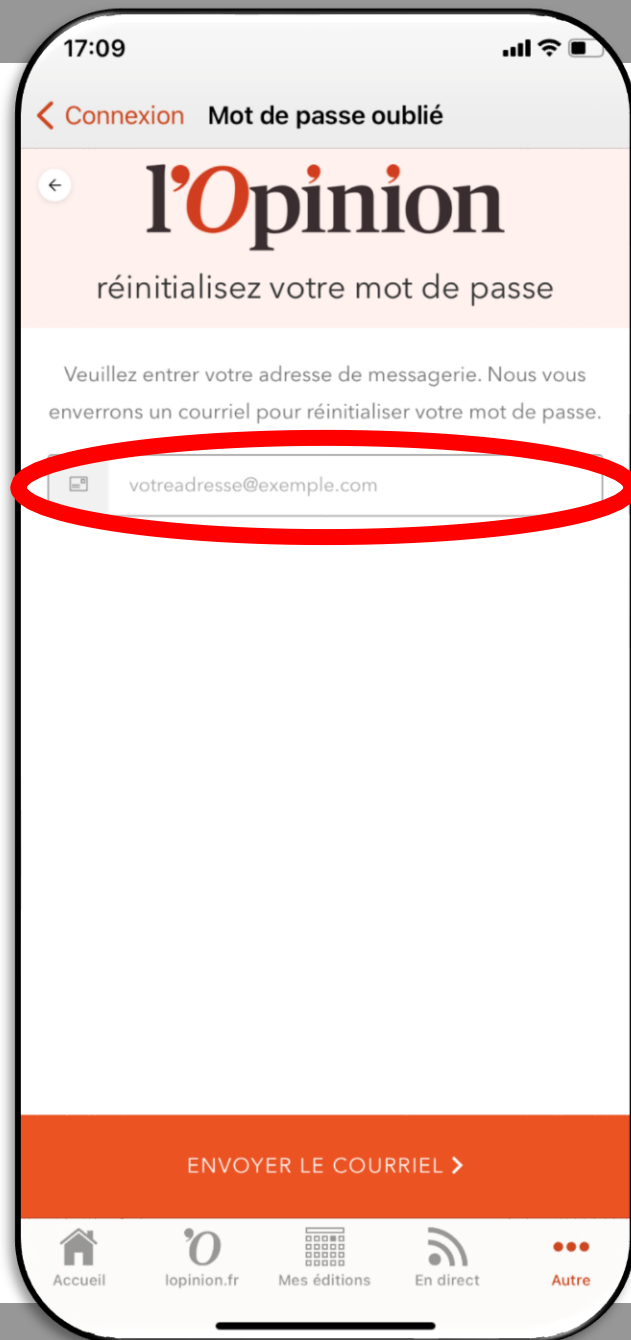 17:09
Connexion Mot de passe oublié
l'Opinion
réinitialisez votre mot de passe
Veuillez entrer votre adresse de messagerie. Nous vous
enverrons un courriel pour réinitialiser votre mot de passe.
votreadresse@exemple.com
ENVOYER LE COURRIEL
'O
Accueil lopinion.fr Mes éditions En direct Autre